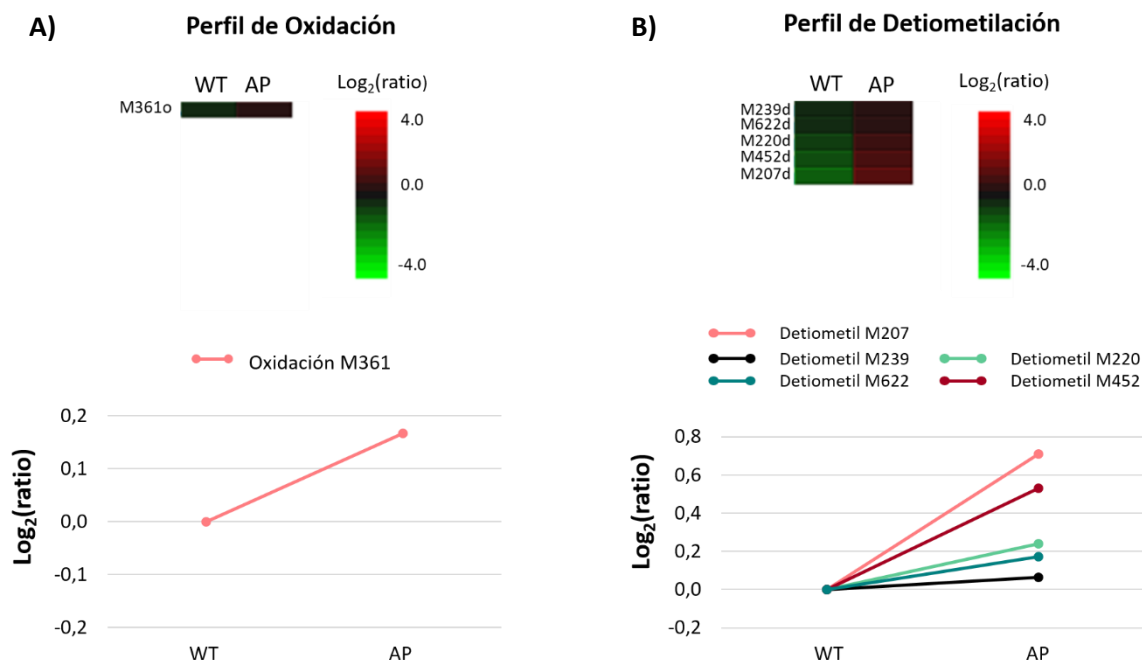 A)
Perfil de Oxidación
WT AP
Log2(ratio)
M361o
4.0
0.0
-4.0
Oxidación M361
0,2
0,1
0,0
-0,1
-0,2
Log2(ratio)
WT AP
B)
Perfil de Detiometilación
WT AP
Log2(ratio)
M239d
M622d
M220d
M452d
M207d
4.0
0.0
-4.0
Detiometil M207
Detiometil M239 Detiometil M220
Detiometil M622 Detiometil M452
0,8
0,6
0,4
0,2
0,0
-0,2
Log2(ratio)
WT AP